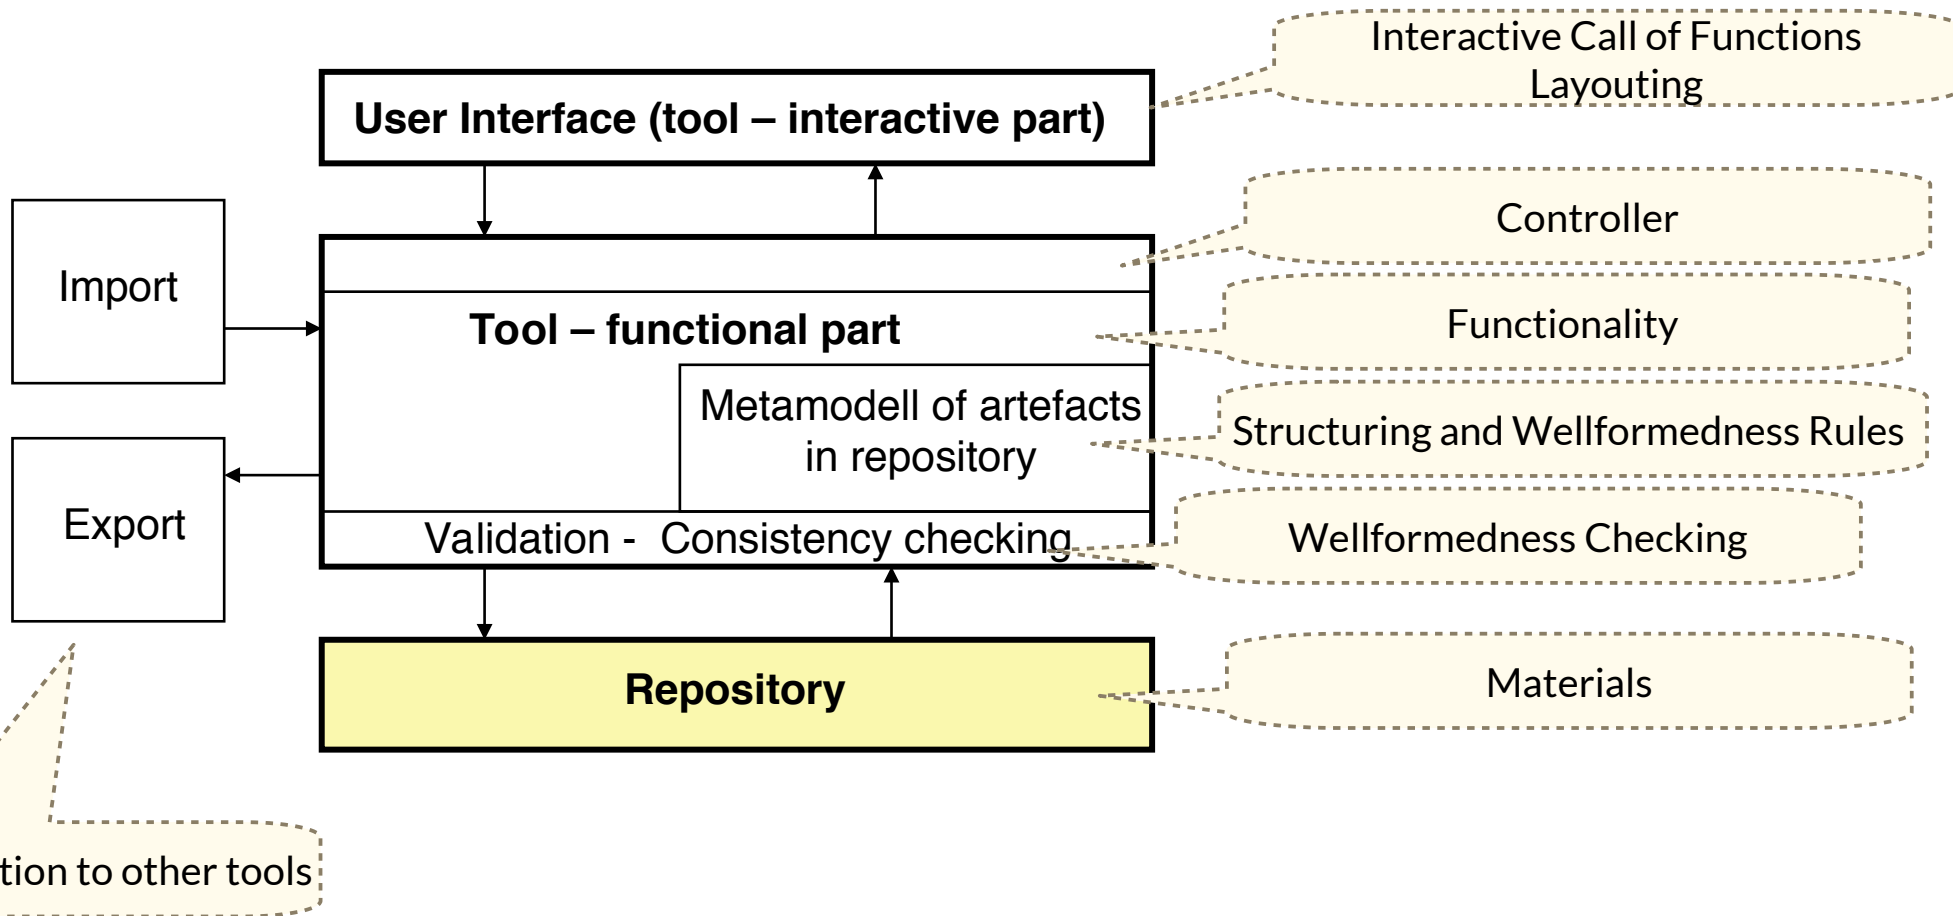 Interactive Call of Functions
Layouting
User Interface (tool – interactive part)
Controller
Import
Functionality
Tool – functional part
Metamodell of artefacts
in repository
Structuring and Wellformedness Rules
Export
Validation - Consistency checking
Wellformedness Checking
Repository
Materials
to other tools